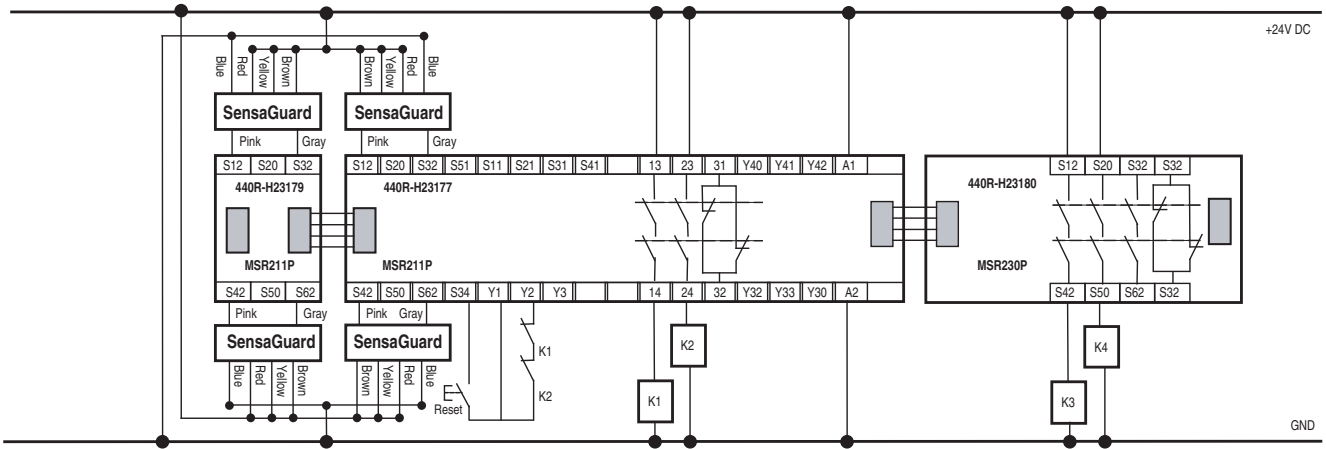 +24V DC
Blue Red Yellow Brown Brown Yellow Red Blue
SensaGuard SensaGuard
Pink Gray Pink Gray
S12 S20 S32 S12 S20 S32 S51 S11 S21 S31 S41 13 23 31 Y40 Y41 Y42 A1 S12 S20 S32 S32
440R-H23179 440R-H23177 440R-H23180
MSR211P MSR211P MSR230P
S42 S50 S62 S42 S50 S62 S34 Y1 Y2 Y3 14 24 32 Y32 Y33 Y30 A2 S42 S50 S62 S32
Pink Gray Pink Gray
SensaGuard SensaGuard
K1 K2 K4
Blue Red Yellow Brown Brown Yellow Red Blue
K2
Reset K1 K3
GND